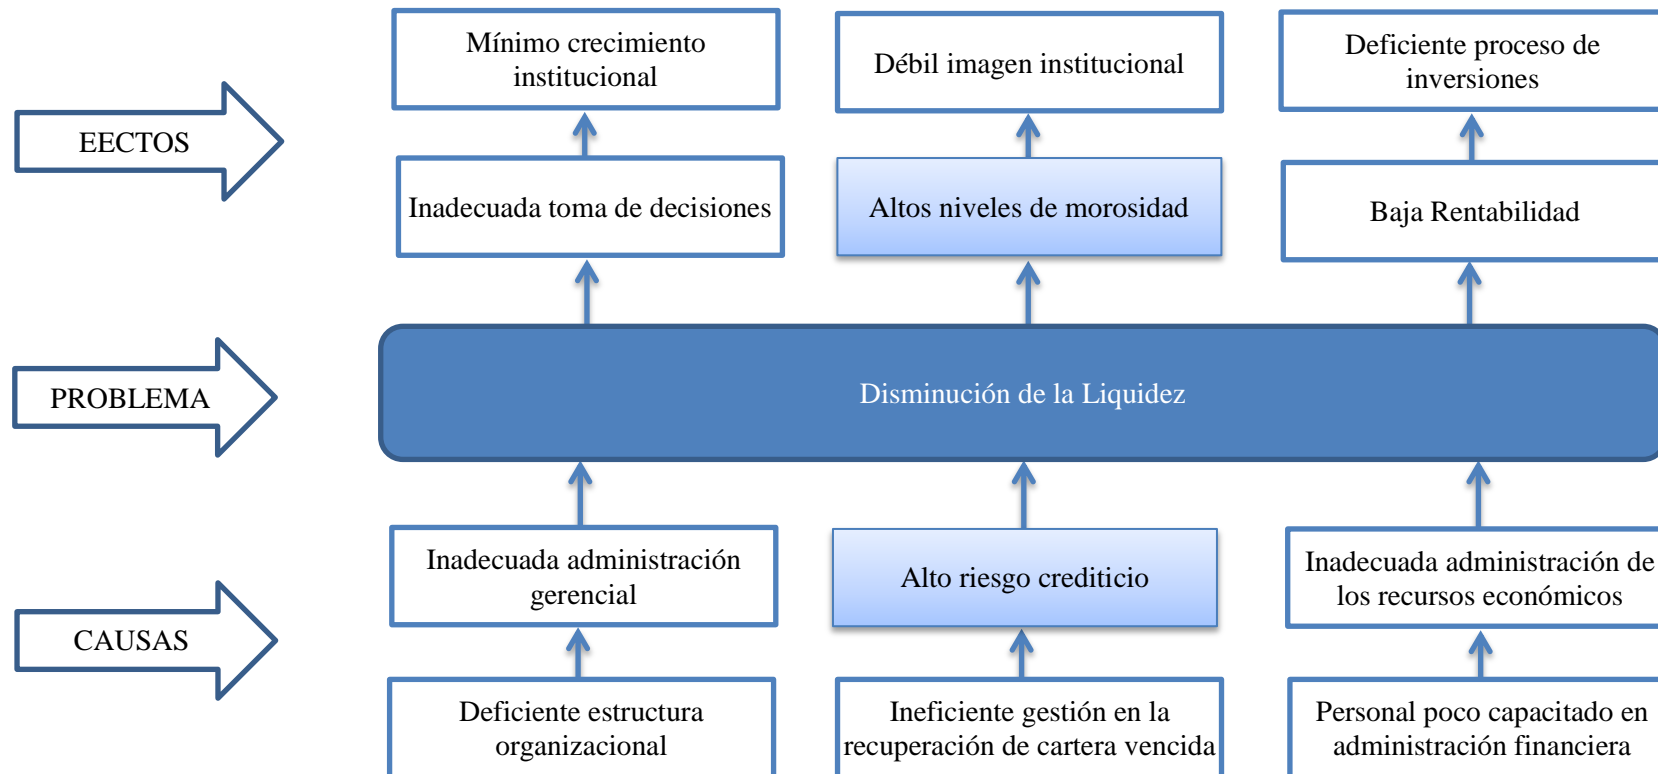 Mínimo crecimiento
institucional
Débil imagen institucional
Deficiente proceso de
inversiones
EECTOS
Inadecuada toma de decisiones
Altos niveles de morosidad
Baja Rentabilidad
PROBLEMA
Disminución de la Liquidez
Inadecuada administración
gerencial
Alto riesgo crediticio
Inadecuada administración de
los recursos económicos
CAUSAS
Deficiente estructura
organizacional
Ineficiente gestión en la
recuperación de cartera vencida
Personal poco capacitado en
administración financiera